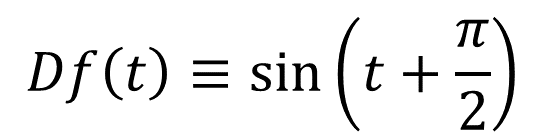 Df(t) ≡ sin(t + π/2)